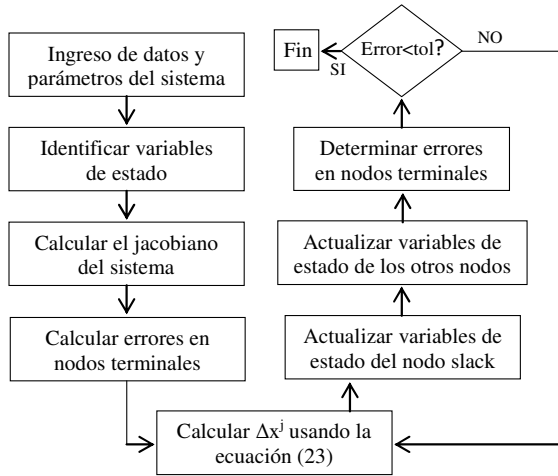 Ingreso de datos y
parámetros del sistema
Identificar variables
de estado
Calcular el jacobiano
del sistema
Calcular errores en
nodos terminales
Calcular Δxʲ usando la
ecuación (23)
Actualizar variables de
estado del nodo slack
Actualizar variables de
estado de los otros nodos
Determinar errores
en nodos terminales
Error<tol?
NO
SI
Fin